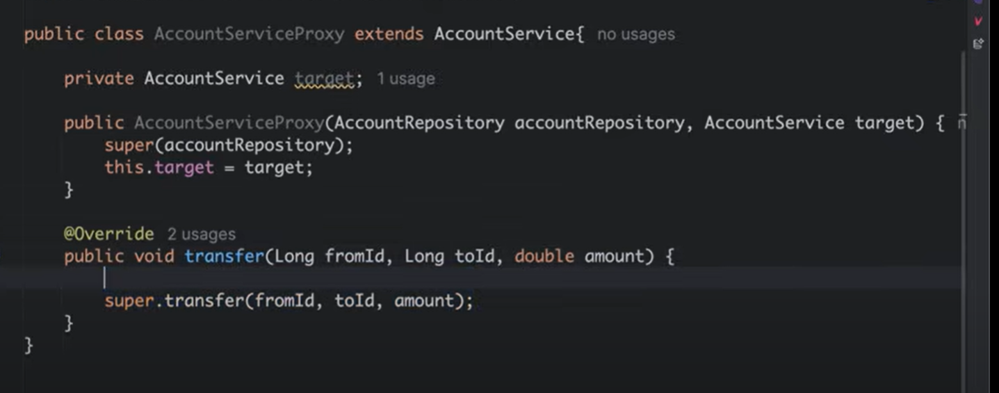 public class AccountServiceProxy extends AccountService{ no usages
private AccountService target; 1 usage
public AccountServiceProxy(AccountRepository accountRepository, AccountService target) { n
super(accountRepository);
this.target = target;
}
@Override 2 usages
public void transfer(Long fromId, Long toId, double amount) {
super.transfer(fromId, toId, amount);
}
}